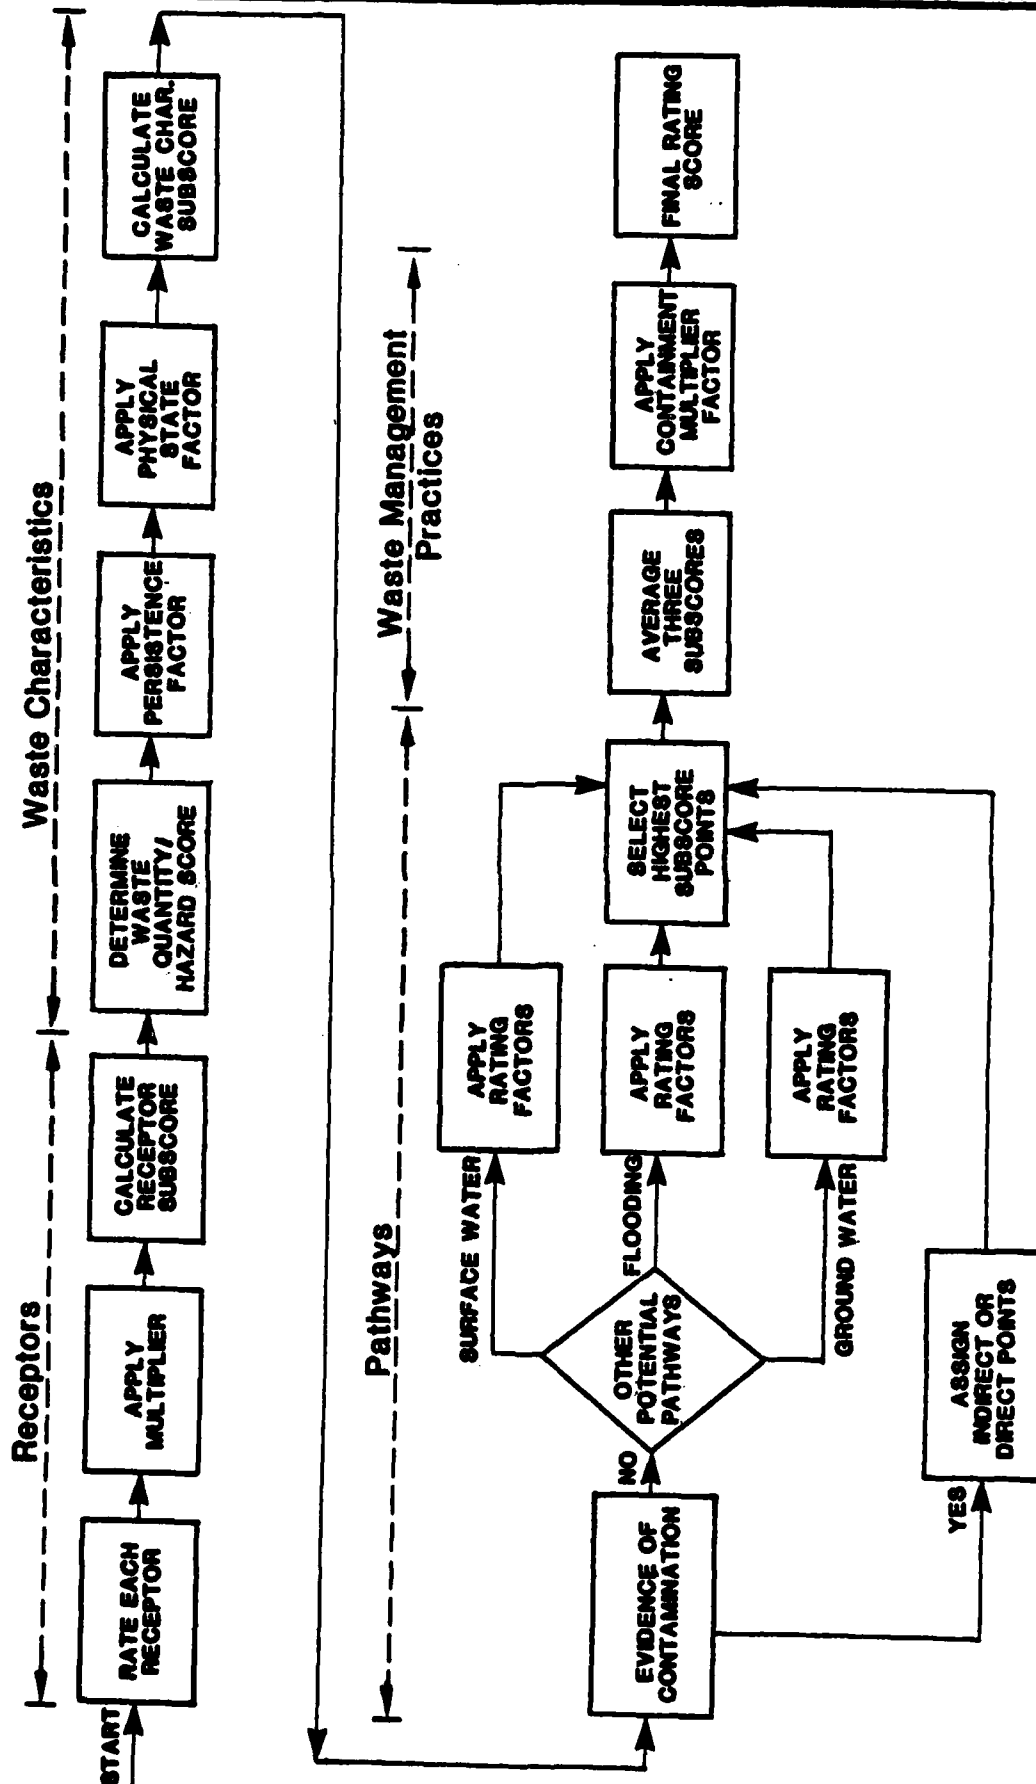 Receptors
Waste Characteristics
START
RATE EACH
RECEPTOR
APPLY
MULTIPLIER
CALCULATE
RECEPTOR
SUBSCORE
DETERMINE
WASTE
QUANTITY/
HAZARD SCORE
APPLY
PERSISTENCE
FACTOR
APPLY
PHYSICAL
STATE
FACTOR
CALCULATE
WASTE CHAR.
SUBSCORE
Pathways
Waste Management
Practices
EVIDENCE OF
CONTAMINATION
NO
YES
OTHER
POTENTIAL
PATHWAYS
SURFACE WATER
APPLY
RATING
FACTORS
FLOODING
APPLY
RATING
FACTORS
GROUND WATER
APPLY
RATING
FACTORS
ASSIGN
INDIRECT OR
DIRECT POINTS
SELECT
HIGHEST
SUBSCORE
POINTS
AVERAGE
THREE
SUBSCORES
APPLY
CONTAINMENT
MULTIPLIER
FACTOR
FINAL RATING
SCORE